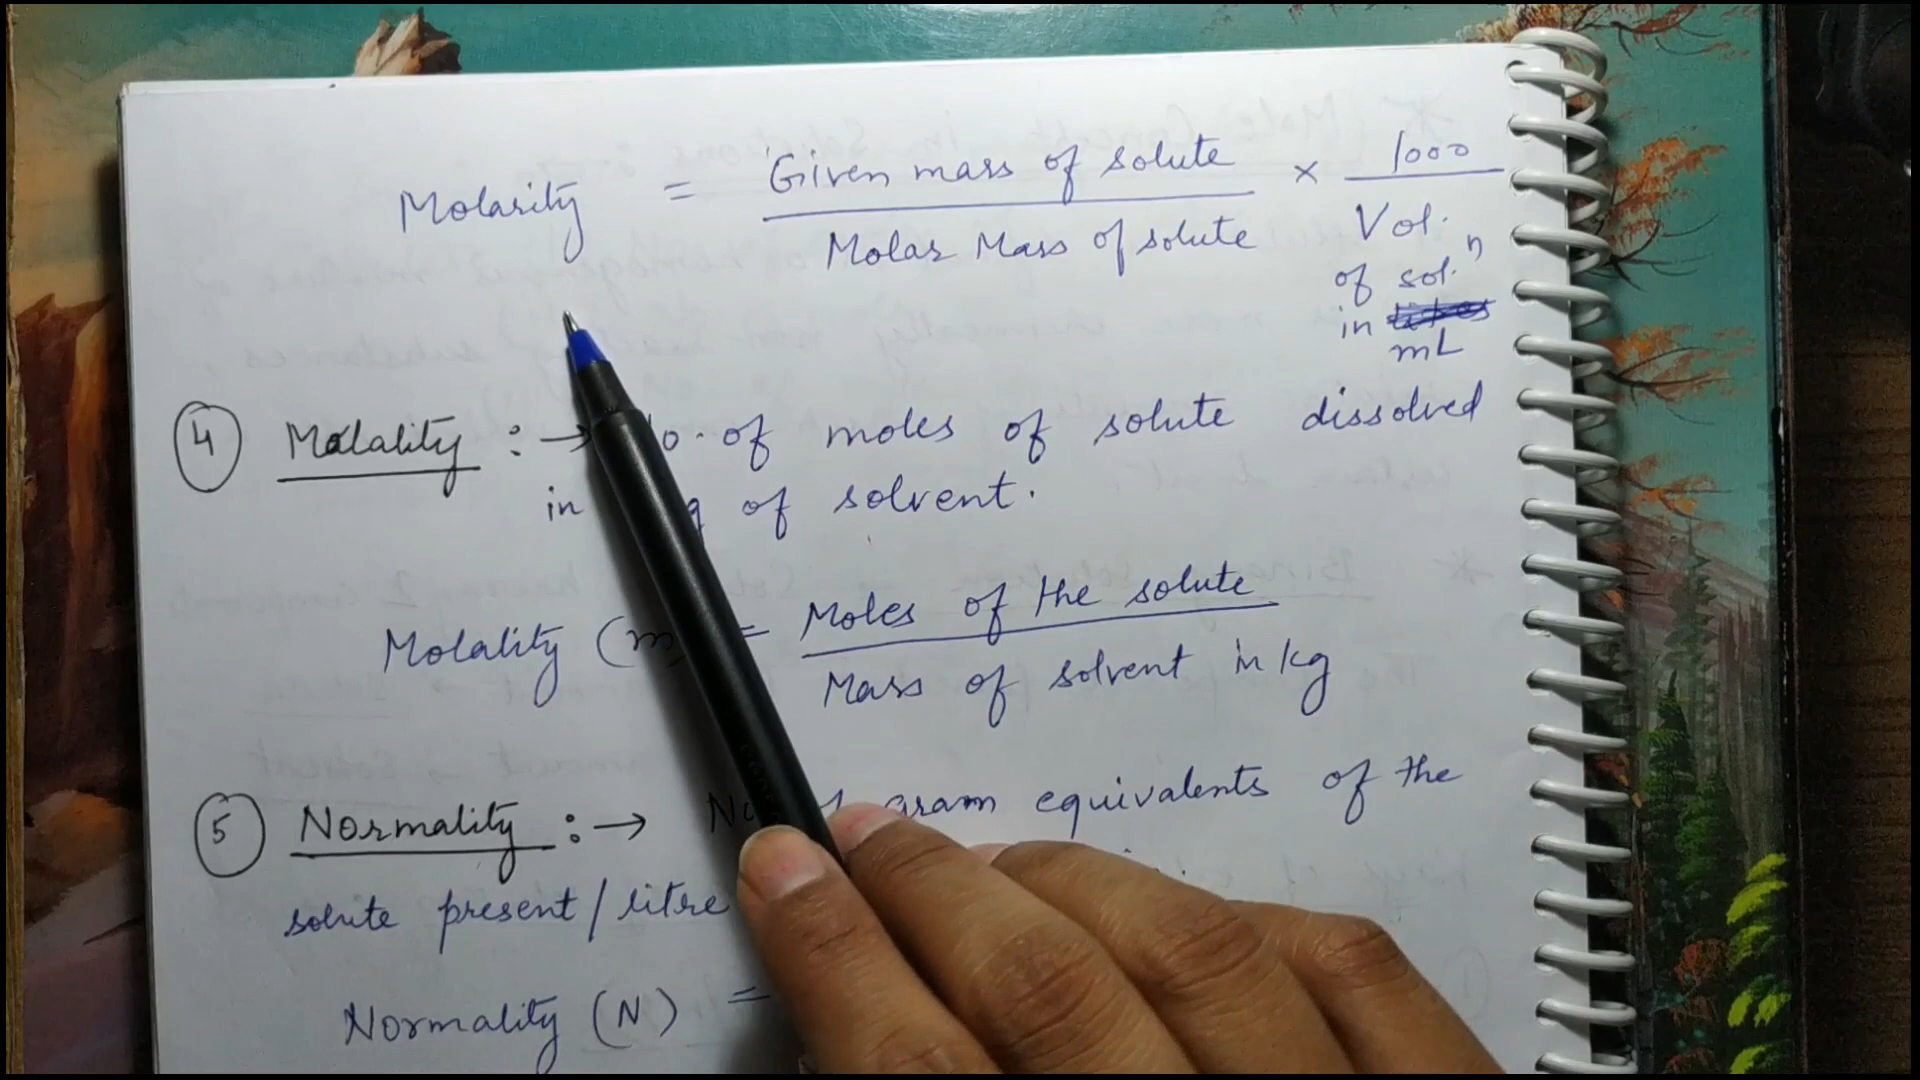 Molarity = Given mass of solute / Molar Mass of solute × 1000 / Vol. of sol.ⁿ in mL
④ Molality :→ No. of moles of solute dissolved
in of solvent.
Molality (m) = Moles of the solute / Mass of solvent in kg
⑤ Normality :→ No. gram equivalents of the
solute present/litre
Normality (N) =